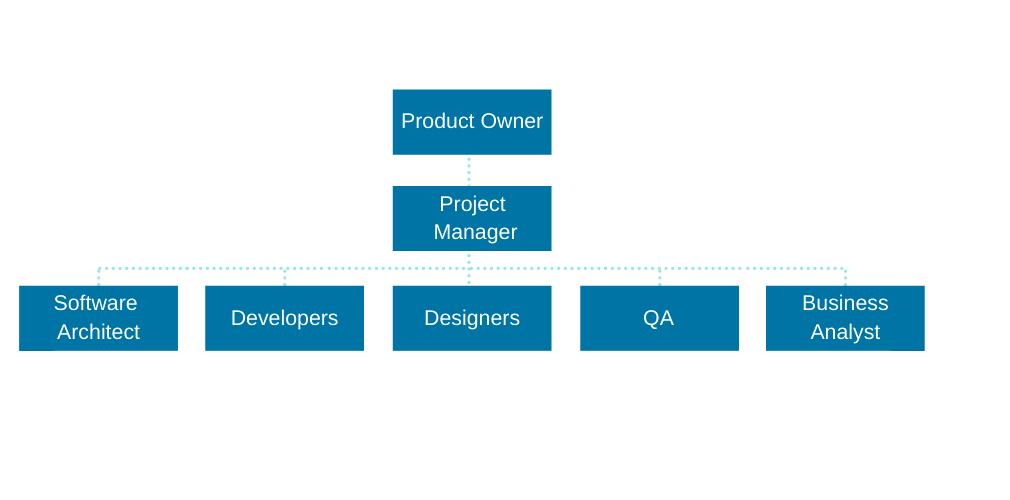 Product Owner
Project
Manager
Software
Architect
Developers
Designers
QA
Business
Analyst